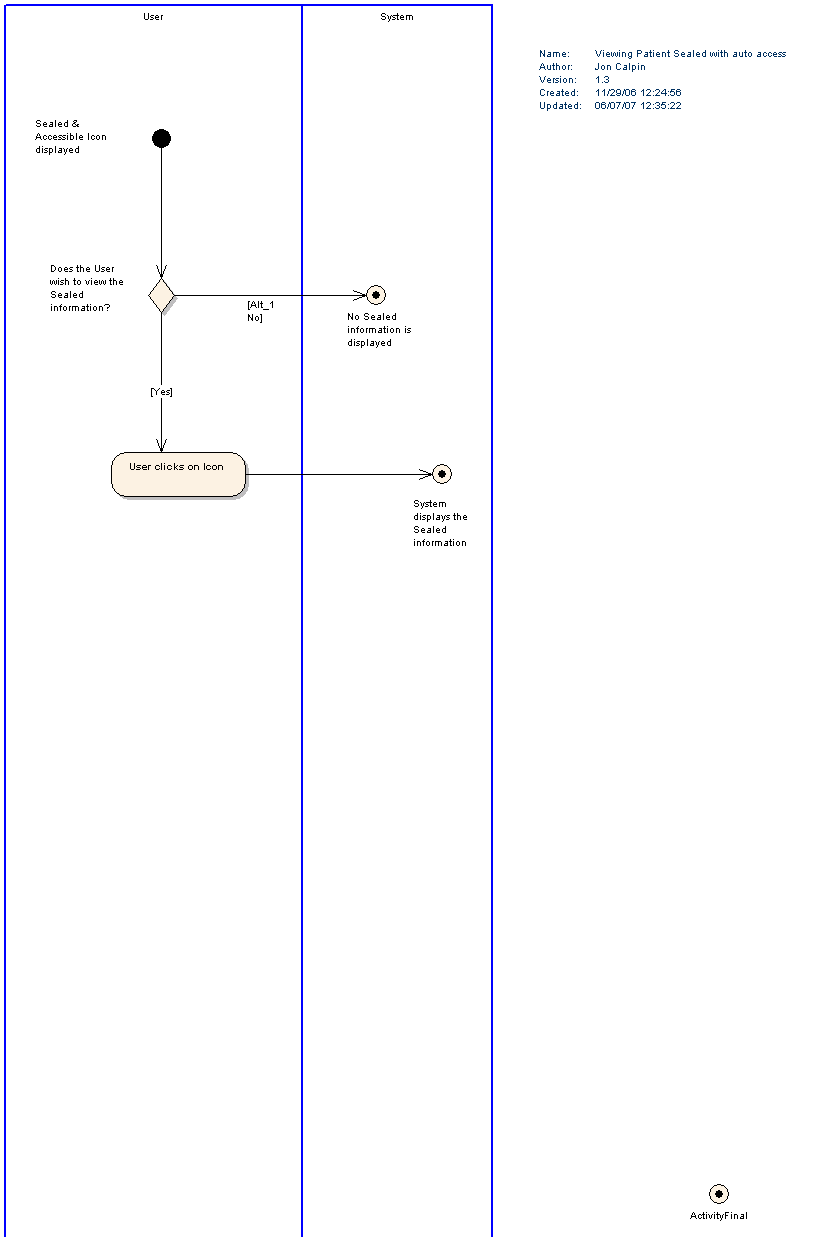 User
System
Name: Viewing Patient Sealed with auto access
Author: Jon Calpin
Version: 1.3
Created: 11/29/06 12:24:56
Updated: 06/07/07 12:35:22
Sealed &
Accessible Icon
displayed
Does the User
wish to view the
Sealed
information?
[Alt_1
No]
No Sealed
information is
displayed
[Yes]
User clicks on Icon
System
displays the
Sealed
information
ActivityFinal